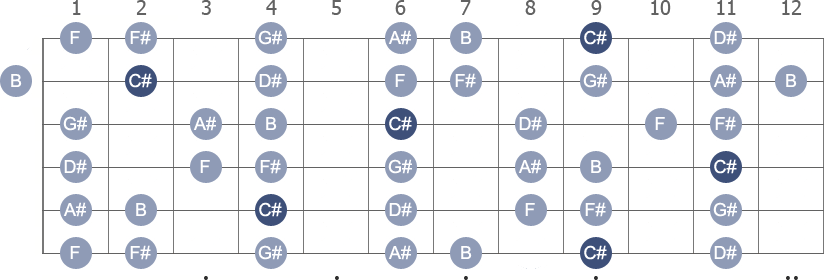 1 2 3 4 5 6 7 8 9 10 11 12
F F# G# A# B C# D#
B C# D# F F# G# A# B
G# A# B C# D# F F#
D# F F# G# A# B C#
A# B C# D# F F# G#
F F# G# A# B C# D#